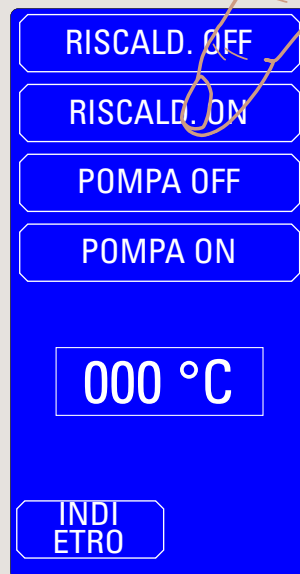 RISCALD. OFF
RISCALD. ON
POMPA OFF
POMPA ON
000 °C
INDI
ETRO